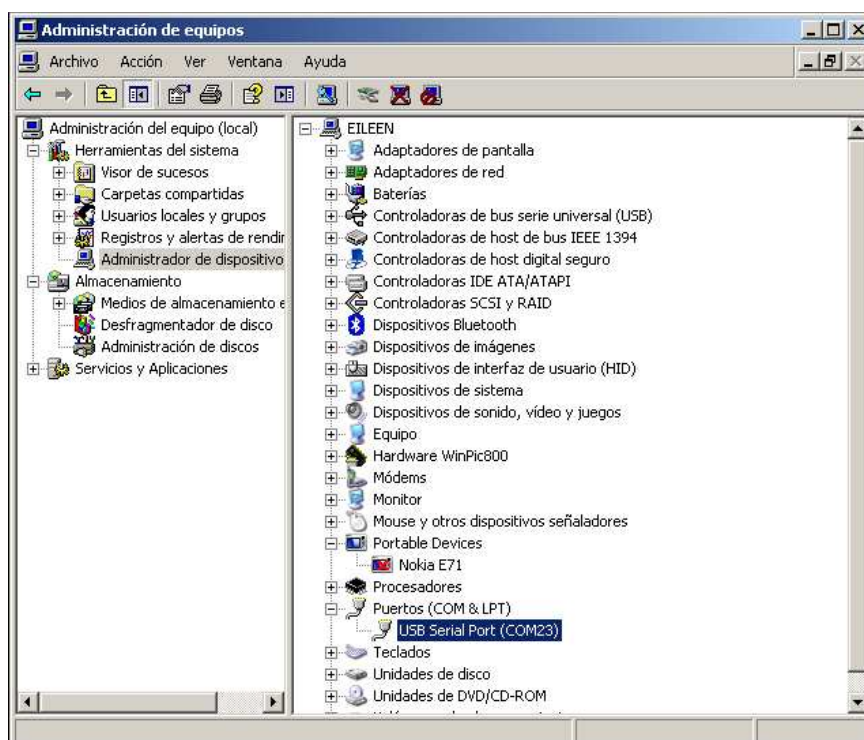 Administración de equipos
Archivo Acción Ver Ventana Ayuda
Administración del equipo (local)
Herramientas del sistema
Visor de sucesos
Carpetas compartidas
Usuarios locales y grupos
Registros y alertas de rendir
Administrador de dispositivo
Almacenamiento
Medios de almacenamiento e
Desfragmentador de disco
Administración de discos
Servicios y Aplicaciones
EILEEN
Adaptadores de pantalla
Adaptadores de red
Baterías
Controladoras de bus serie universal (USB)
Controladoras de host de bus IEEE 1394
Controladoras de host digital seguro
Controladoras IDE ATA/ATAPI
Controladoras SCSI y RAID
Dispositivos Bluetooth
Dispositivos de imágenes
Dispositivos de interfaz de usuario (HID)
Dispositivos de sistema
Dispositivos de sonido, vídeo y juegos
Equipo
Hardware WinPic800
Módems
Monitor
Mouse y otros dispositivos señaladores
Portable Devices
Nokia E71
Procesadores
Puertos (COM & LPT)
USB Serial Port (COM23)
Teclados
Unidades de disco
Unidades de DVD/CD-ROM